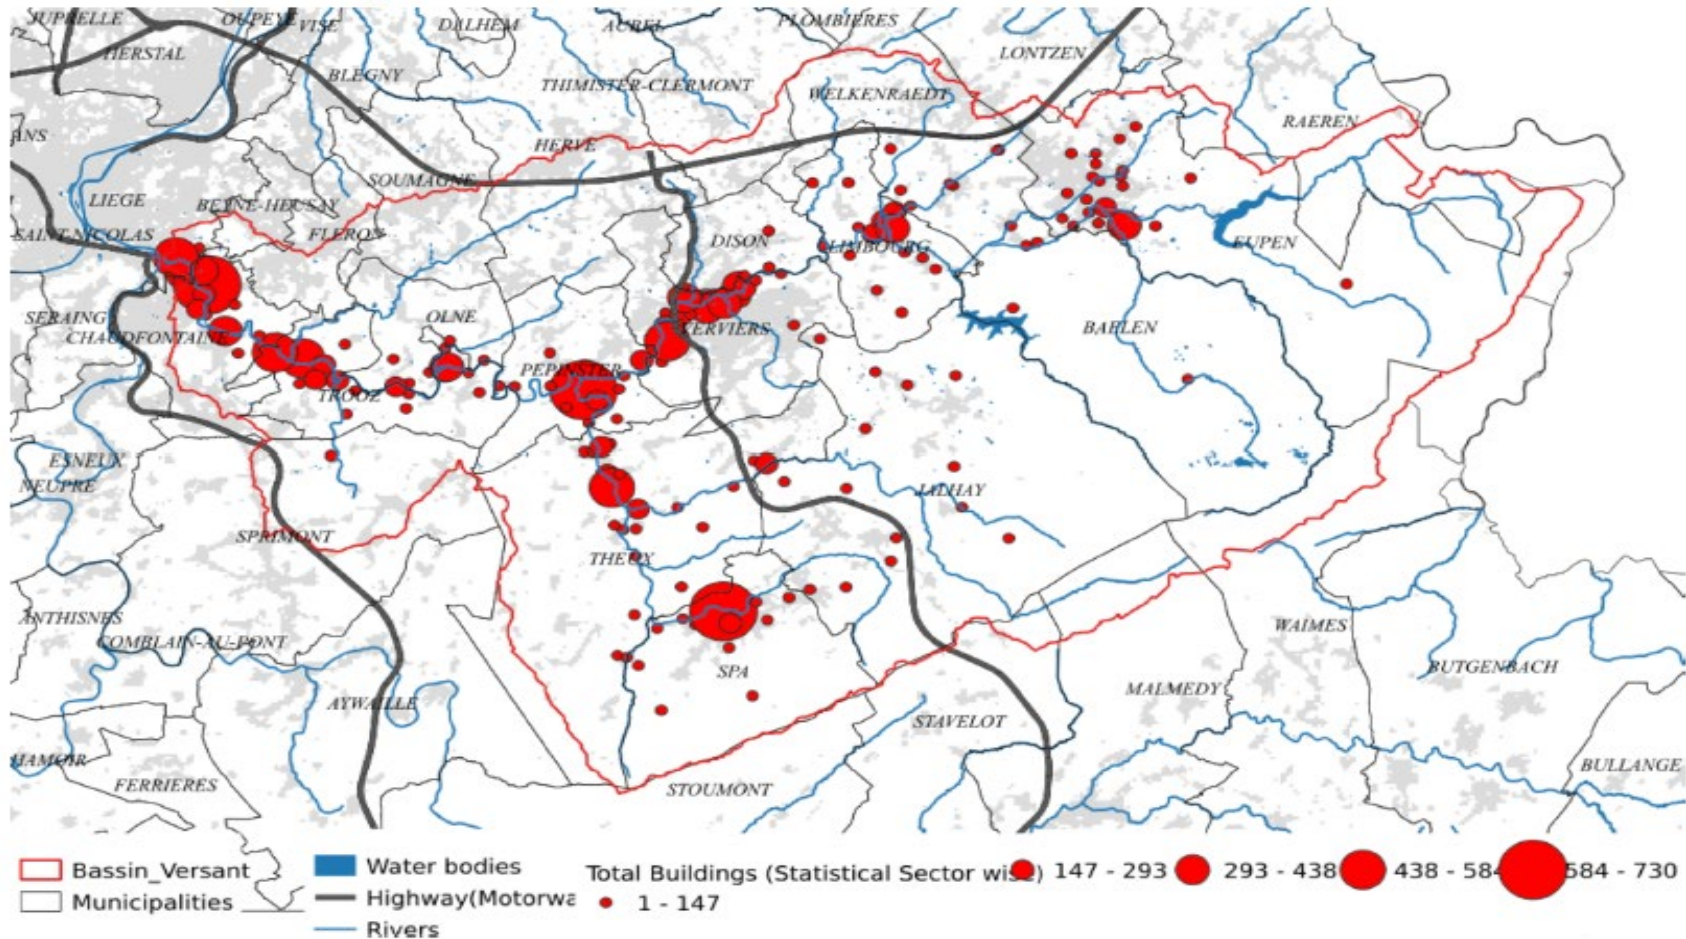 JUPRELLE
OUPEYE
VISE
DALHEM
AUBEL
PLOMBIERES
HERSTAL
LONTZEN
BLEGNY
THIMISTER-CLERMONT
WELKENRAEDT
RAEREN
ANS
HERVE
SOUMAGNE
LIEGE
BEYNE-HEUSAY
SAINT-NICOLAS
FLERON
DISON
LIMBOURG
EUPEN
SERAING
OLNE
VERVIERS
BAELEN
CHAUDFONTAINE
PEPINSTER
TROOZ
ESNEUX
NEUPRE
JALHAY
SPRIMONT
THEUX
ANTHISNES
COMBLAIN-AU-PONT
WAIMES
BUTGENBACH
SPA
MALMEDY
AYWAILLE
STAVELOT
HAMOIR
FERRIERES
STOUMONT
BULLANGE
Bassin_Versant
Municipalities
Water bodies
Highway(Motorwa
Rivers
Total Buildings (Statistical Sector wise)
1 - 147
147 - 293
293 - 438
438 - 584
584 - 730